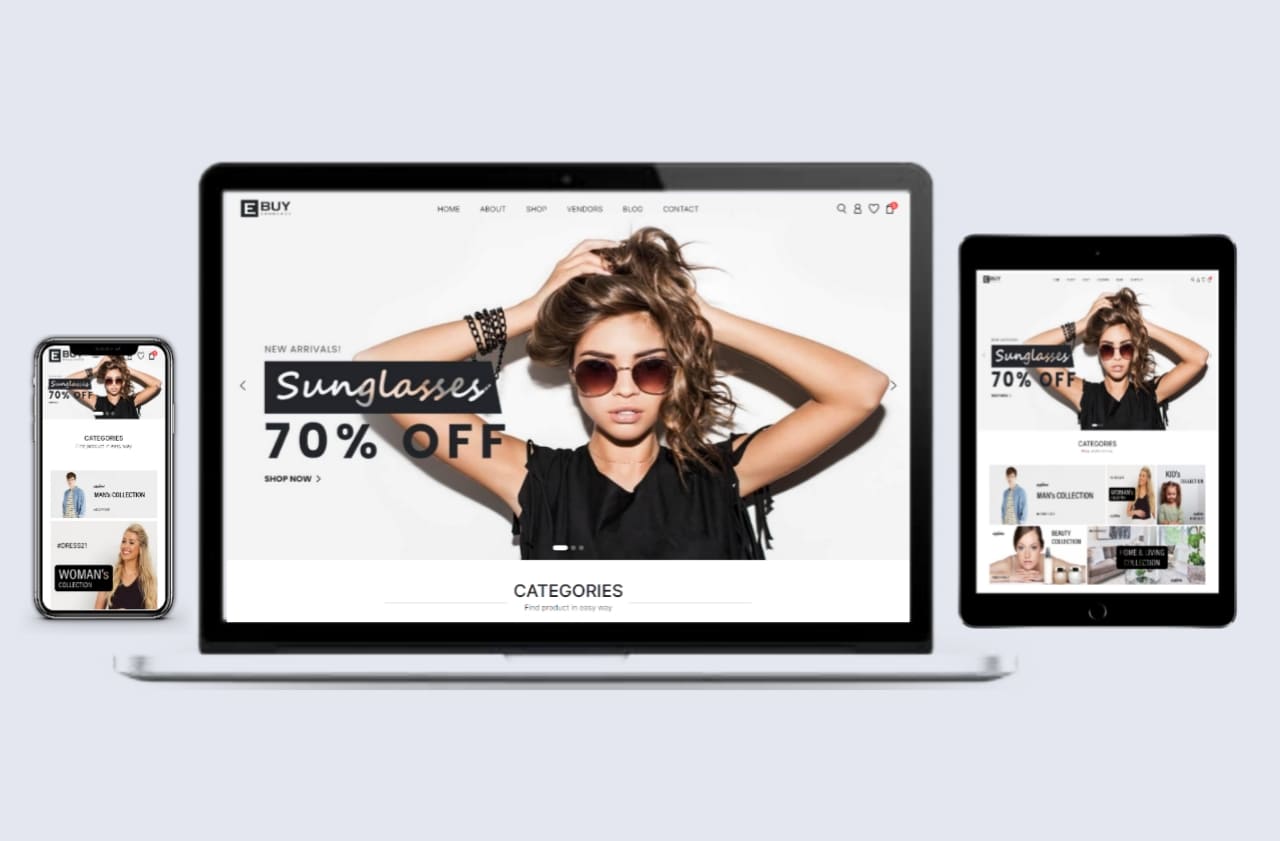 E BUY
HOME ABOUT SHOP VENDORS BLOG CONTACT
NEW ARRIVALS!
Sunglasses
70% OFF
SHOP NOW
CATEGORIES
Find product in easy way
E BUY
Sunglasses
70% OFF
CATEGORIES
Find product in easy way
MAN's COLLECTION
#DRESS21
WOMAN's
COLLECTION
E BUY
Sunglasses
70% OFF
CATEGORIES
MAN's COLLECTION
KID's
COLLECTION
BEAUTY
COLLECTION
HOME & LIVING
COLLECTION